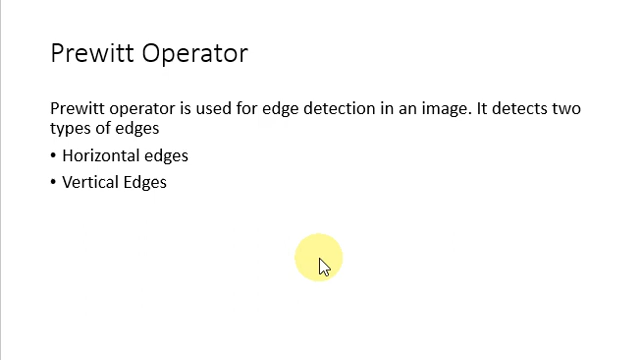 Prewitt Operator
Prewitt operator is used for edge detection in an image. It detects two
types of edges
• Horizontal edges
• Vertical Edges